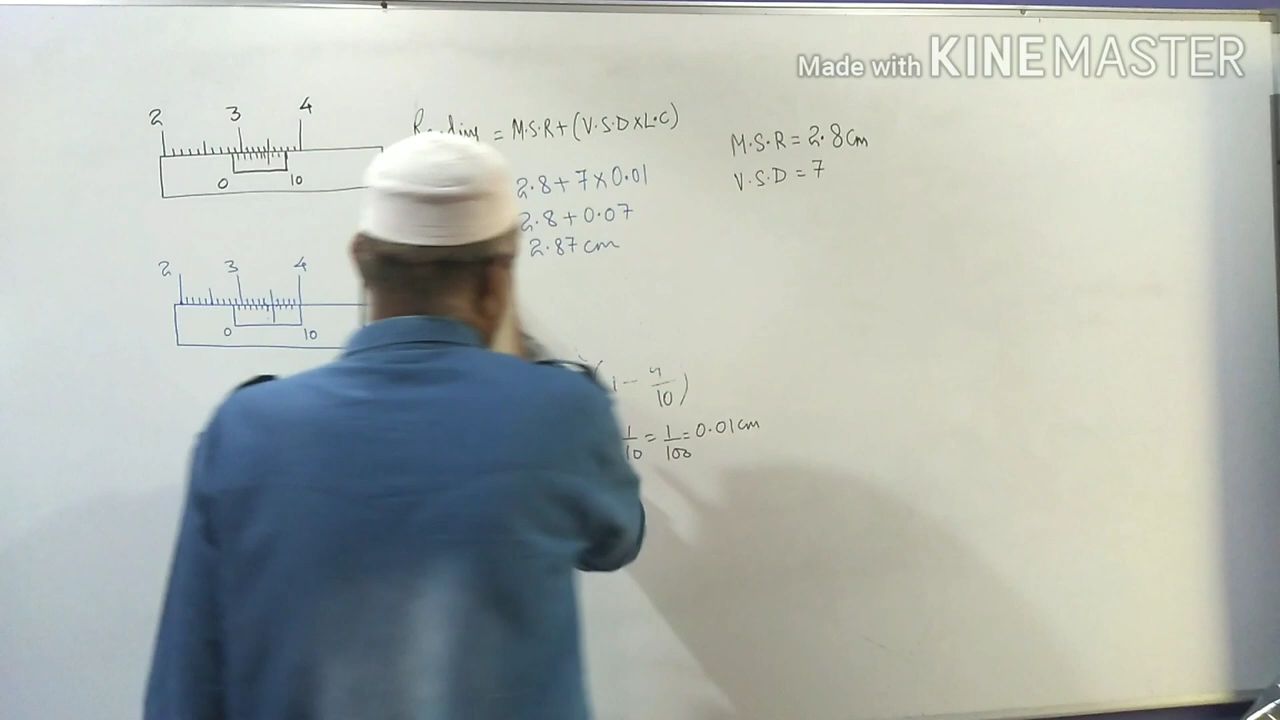 Made with KINEMASTER
2 3 4
= M.S.R + (V.S.D X L.C)
M.S.R = 2.8 cm
0 10
2.8 + 7 X 0.01
V.S.D = 7
2.8 + 0.07
2.87 cm
2 3 4
0 10
1 - 9/10)
1/10 = 1/100 = 0.01 cm